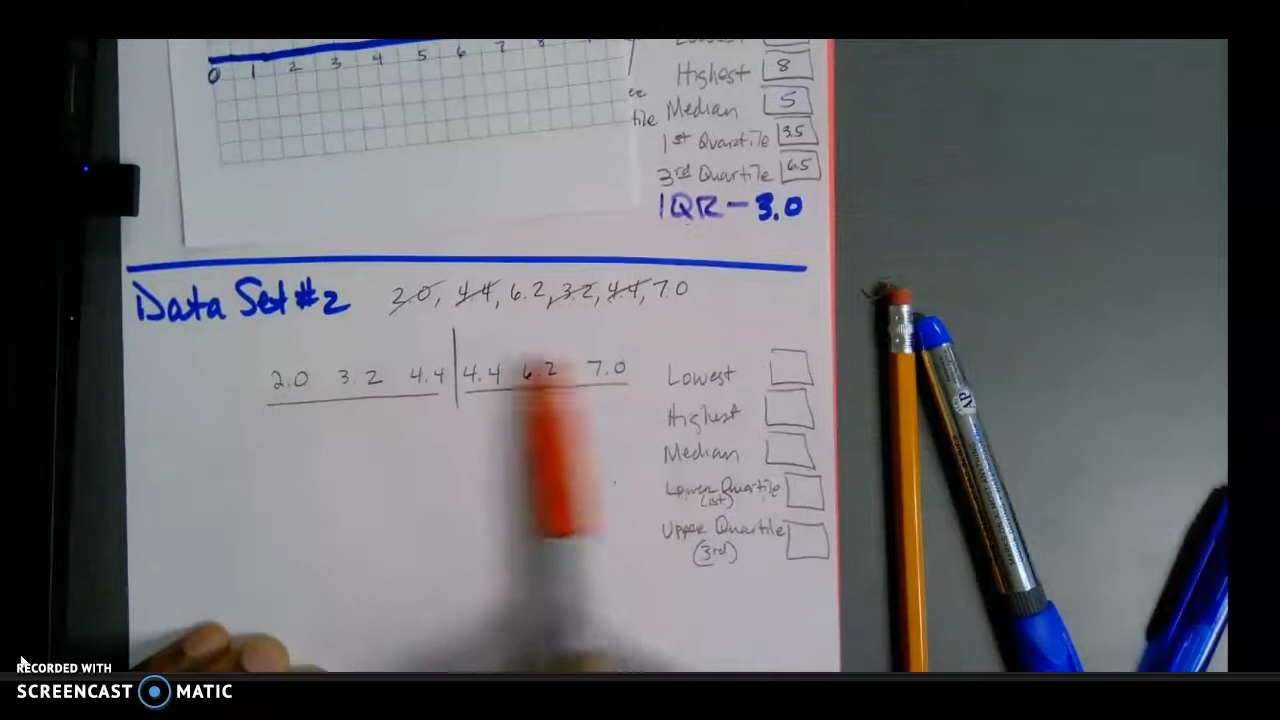 0 1 2 3 4 5 6 7
Highest 8
Median 5
1st Quartile 3.5
3rd Quartile 6.5
IQR - 3.0
Data Set #2 2.0, 4.4, 6.2, 3.2, 4.4, 7.0
2.0 3.2 4.4 4.4 6.2 7.0
Lowest
Highest
Median
Lower Quartile
(1st)
Upper Quartile
(3rd)
AP
RECORDED WITH
SCREENCAST MATIC